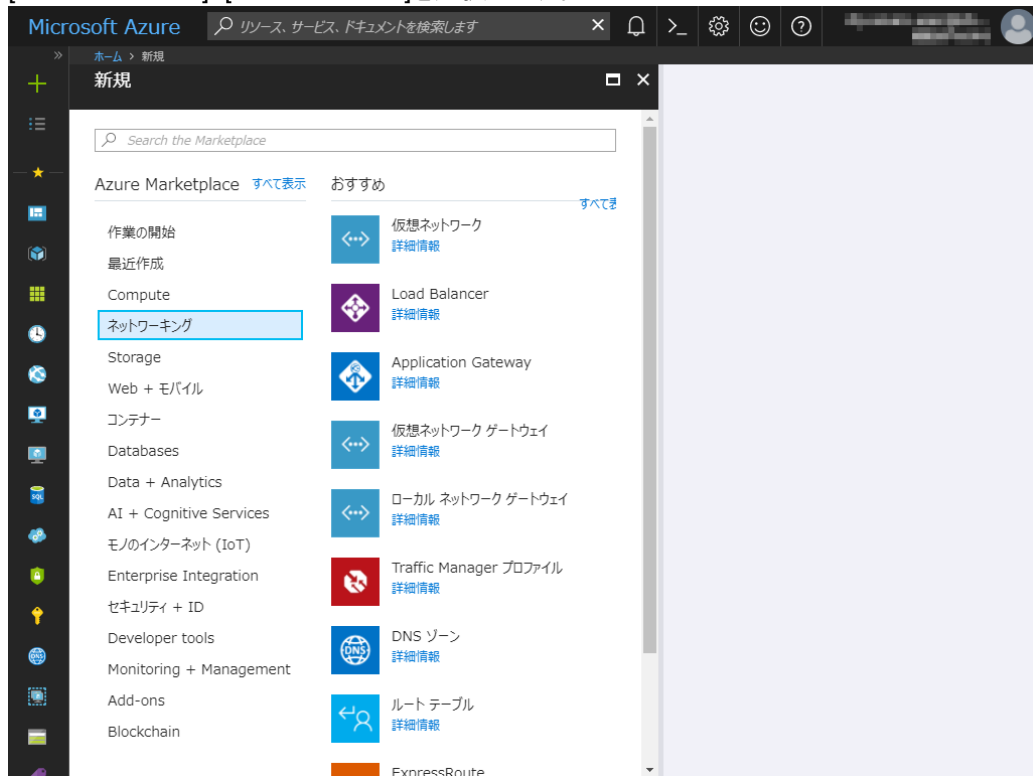 Microsoft Azure
リソース、サービス、ドキュメントを検索します
ホーム > 新規
新規
Search the Marketplace
Azure Marketplace すべて表示
おすすめ
作業の開始
最近作成
Compute
ネットワーキング
Storage
Web + モバイル
コンテナー
Databases
Data + Analytics
AI + Cognitive Services
モノのインターネット (IoT)
Enterprise Integration
セキュリティ + ID
Developer tools
Monitoring + Management
Add-ons
Blockchain
すべて表
仮想ネットワーク
詳細情報
Load Balancer
詳細情報
Application Gateway
詳細情報
仮想ネットワーク ゲートウェイ
詳細情報
ローカル ネットワーク ゲートウェイ
詳細情報
Traffic Manager プロファイル
詳細情報
DNS
DNS ゾーン
詳細情報
ルート テーブル
詳細情報
ExpressRoute
SQL
DNS